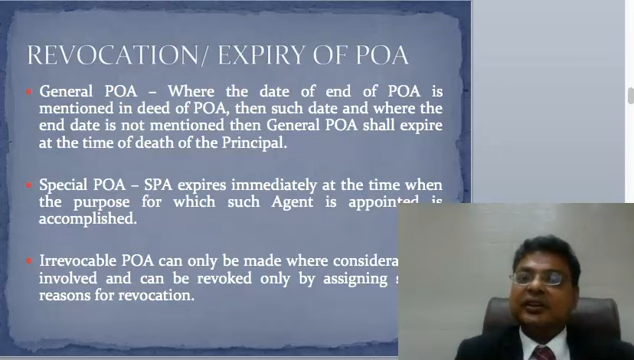 REVOCATION/ EXPIRY OF POA
General POA – Where the date of end of POA is
mentioned in deed of POA, then such date and where the
end date is not mentioned then General POA shall expire
at the time of death of the Principal.
Special POA – SPA expires immediately at the time when
the purpose for which such Agent is appointed is
accomplished.
Irrevocable POA can only be made where
involved and can be revoked only by assigning
reasons for revocation.